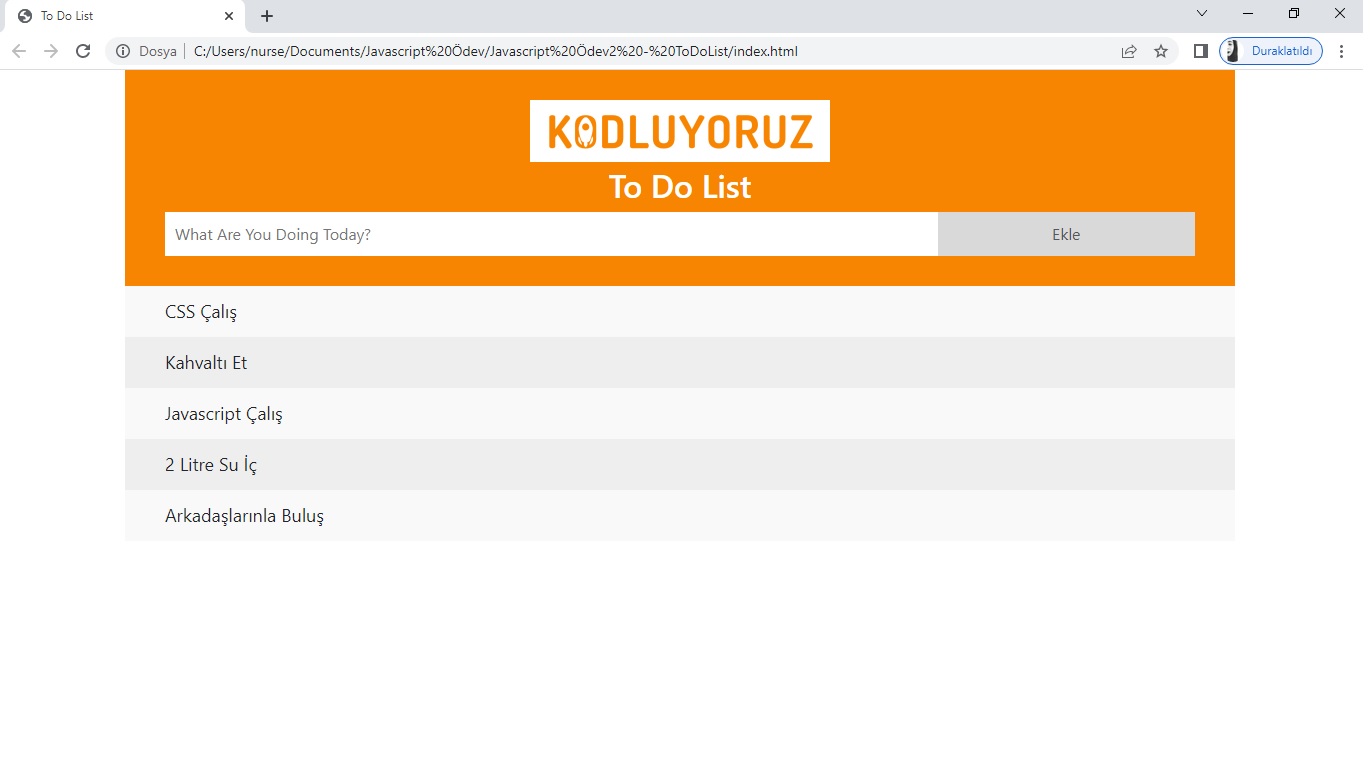 To Do List
Dosya
C:/Users/nurse/Documents/Javascript%20Ödev/Javascript%20Ödev2%20-%20ToDoList/index.html
Duraklatıldı
KODLUYORUZ
To Do List
What Are You Doing Today?
Ekle
CSS Çalış
Kahvaltı Et
Javascript Çalış
2 Litre Su İç
Arkadaşlarınla Buluş